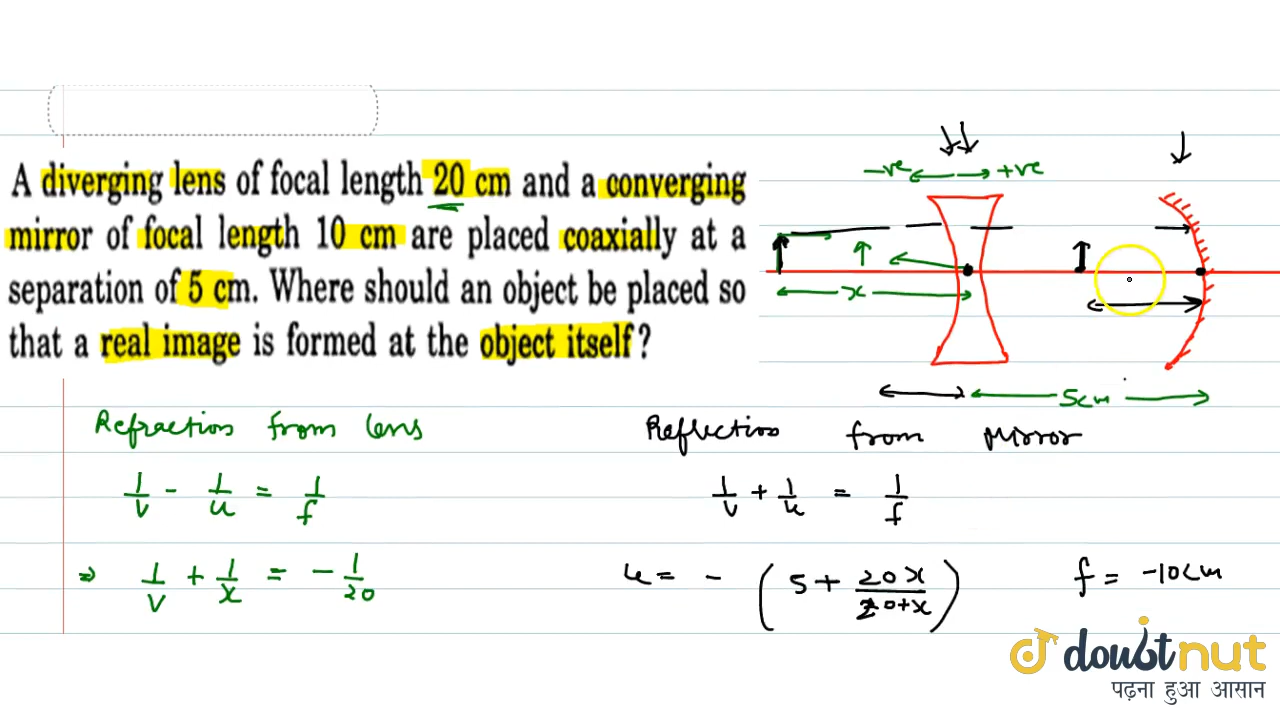 A diverging lens of focal length 20 cm and a converging
mirror of focal length 10 cm are placed coaxially at a
separation of 5 cm. Where should an object be placed so
that a real image is formed at the object itself?
-ve +ve
x
5cm
Refraction from lens
1/v - 1/u = 1/f
⇒ 1/v + 1/x = - 1/20
Reflection from mirror
1/v + 1/u = 1/f
u = - (5 + 20x/20+x) f = -10cm
doubtnut
पढ़ना हुआ आसान